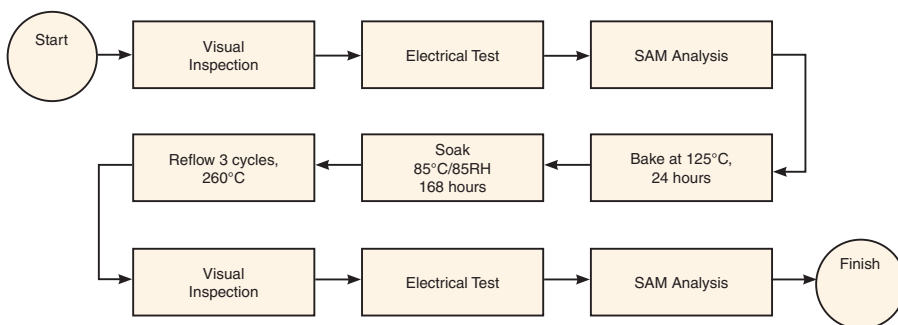 Start
Visual
Inspection
Electrical Test
SAM Analysis
Reflow 3 cycles,
260°C
Soak
85°C/85RH
168 hours
Bake at 125°C,
24 hours
Visual
Inspection
Electrical Test
SAM Analysis
Finish